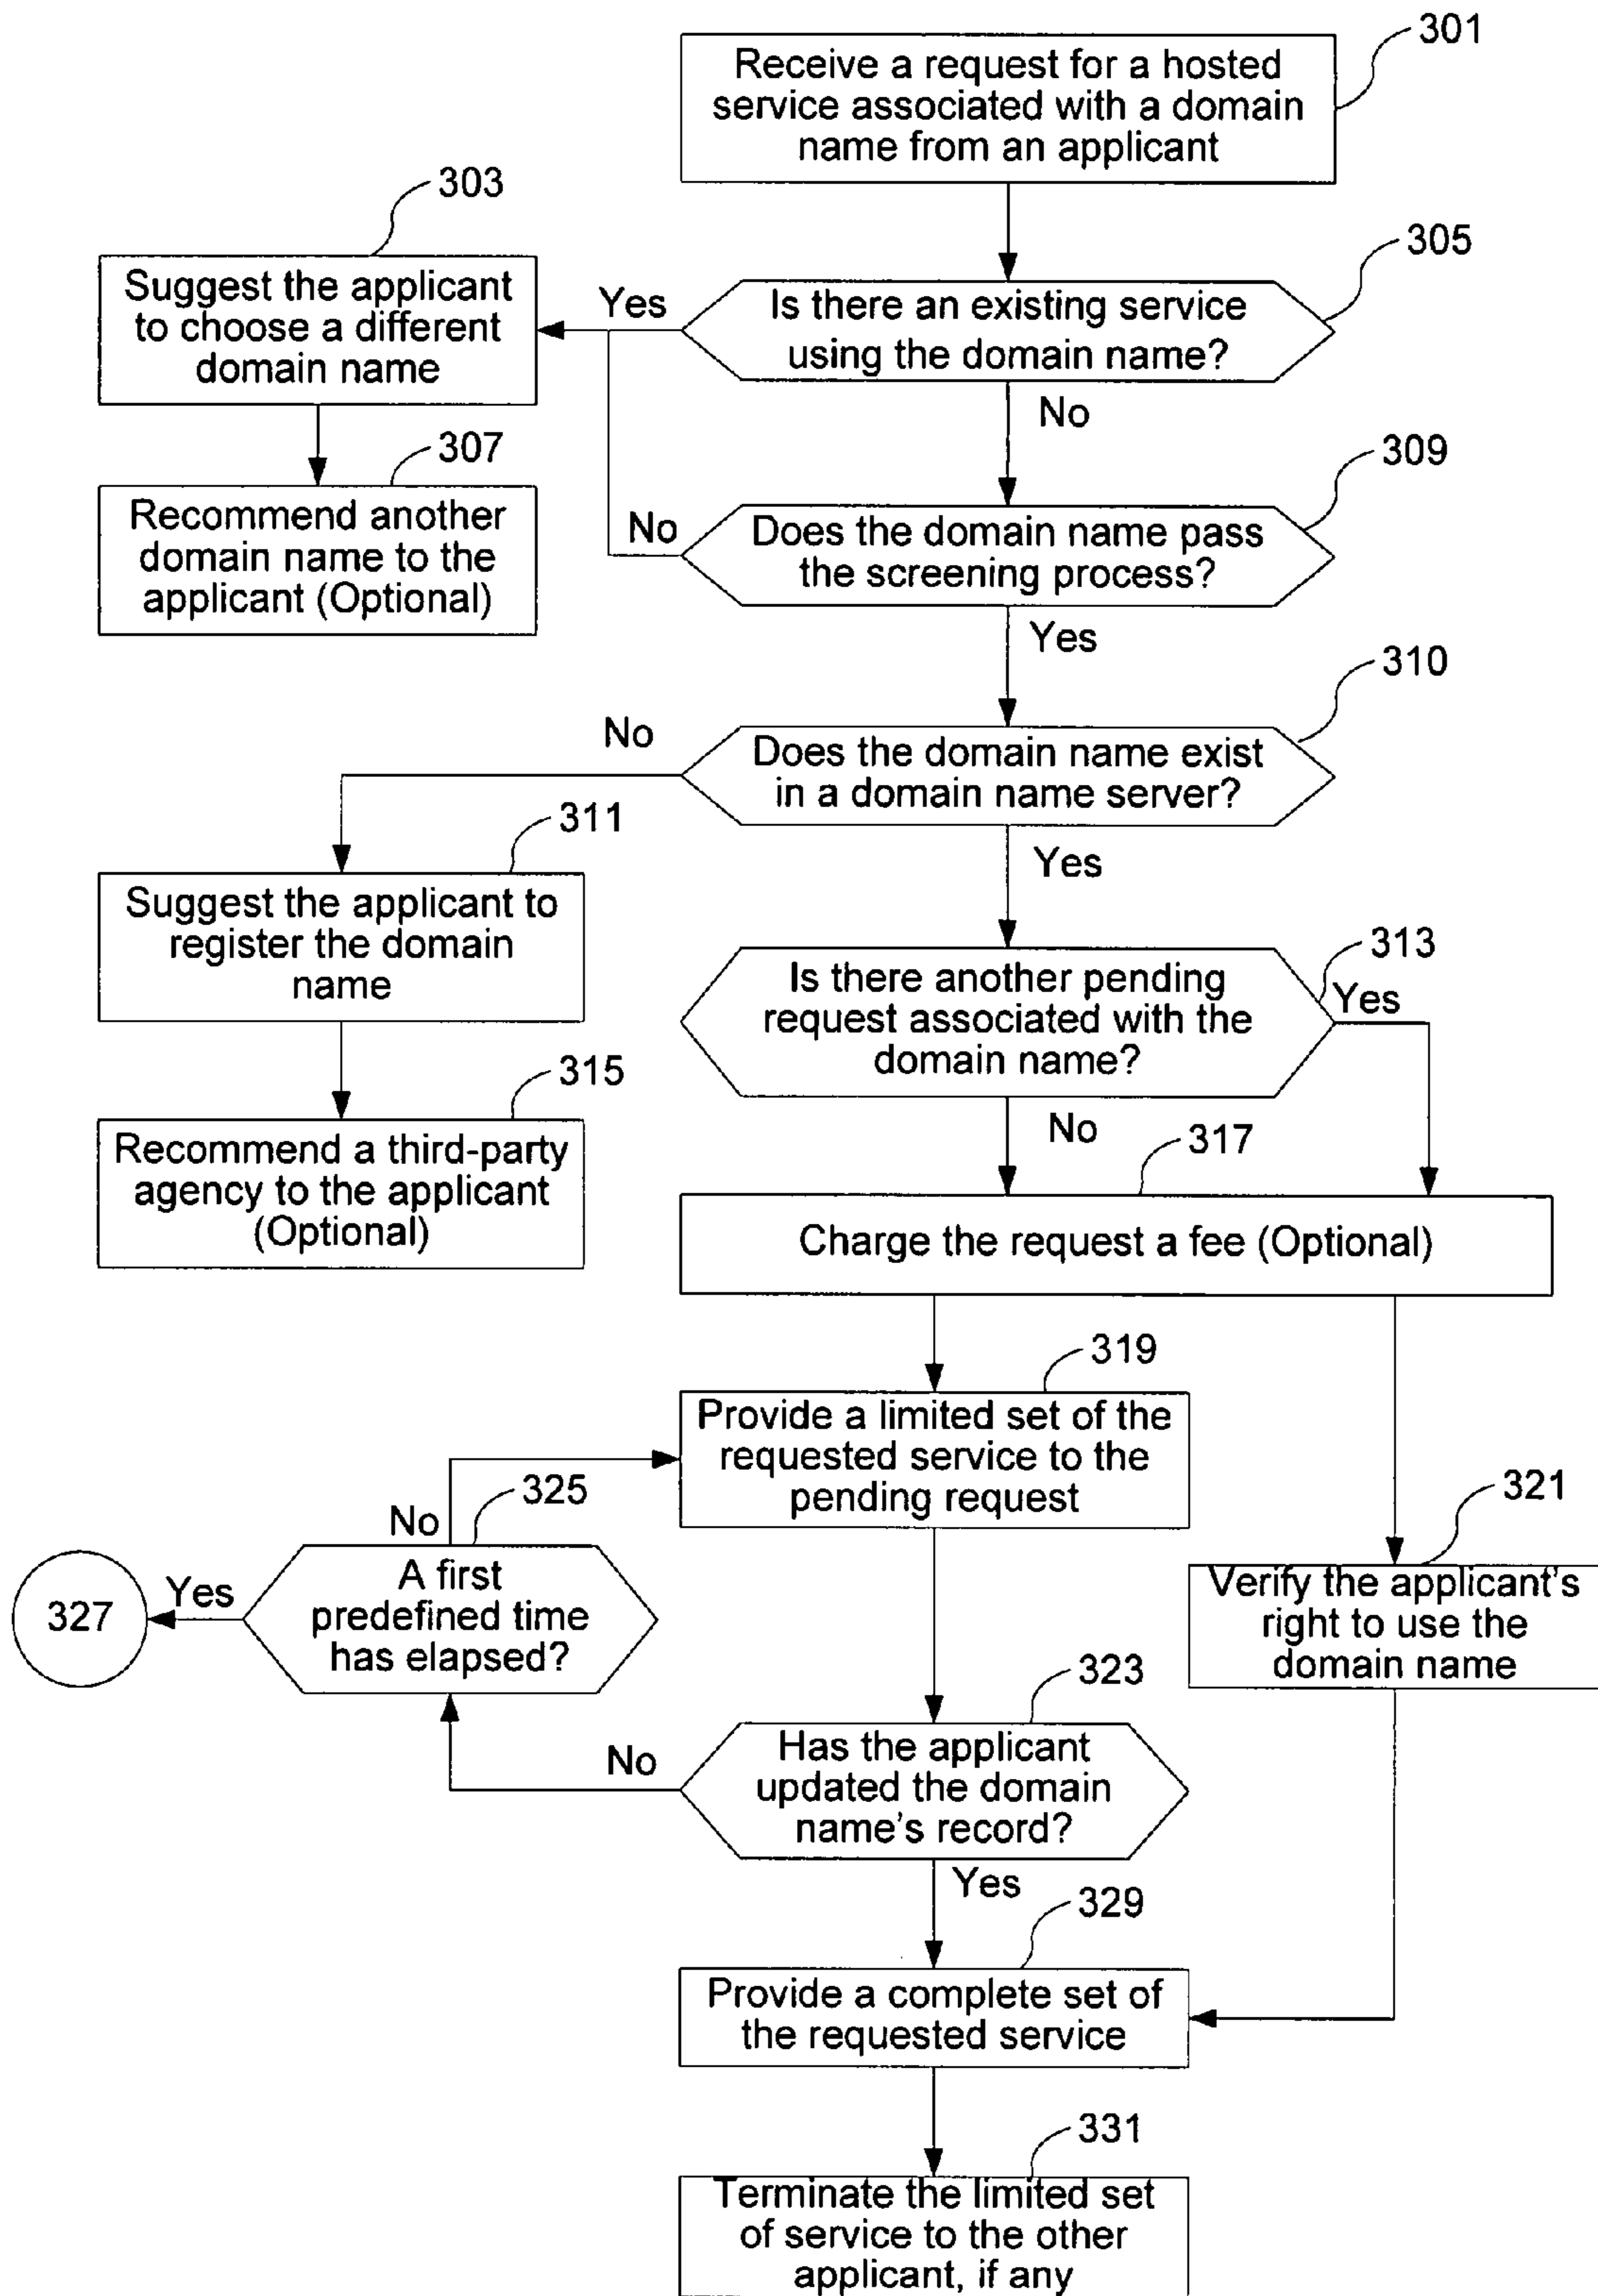 301
Receive a request for a hosted
service associated with a domain
name from an applicant
303
305
Suggest the applicant
to choose a different
domain name
Yes
Is there an existing service
using the domain name?
No
307
309
Recommend another
domain name to the
applicant (Optional)
No
Does the domain name pass
the screening process?
Yes
310
No
Does the domain name exist
in a domain name server?
311
Yes
Suggest the applicant to
register the domain
name
313
Is there another pending
request associated with the
domain name?
Yes
315
No
317
Recommend a third-party
agency to the applicant
(Optional)
Charge the request a fee (Optional)
319
Provide a limited set of the
requested service to the
pending request
325
No
321
A first
predefined time
has elapsed?
Yes
327
Verify the applicant's
right to use the
domain name
323
No
Has the applicant
updated the domain
name's record?
Yes
329
Provide a complete set of
the requested service
331
Terminate the limited set
of service to the other
applicant, if any